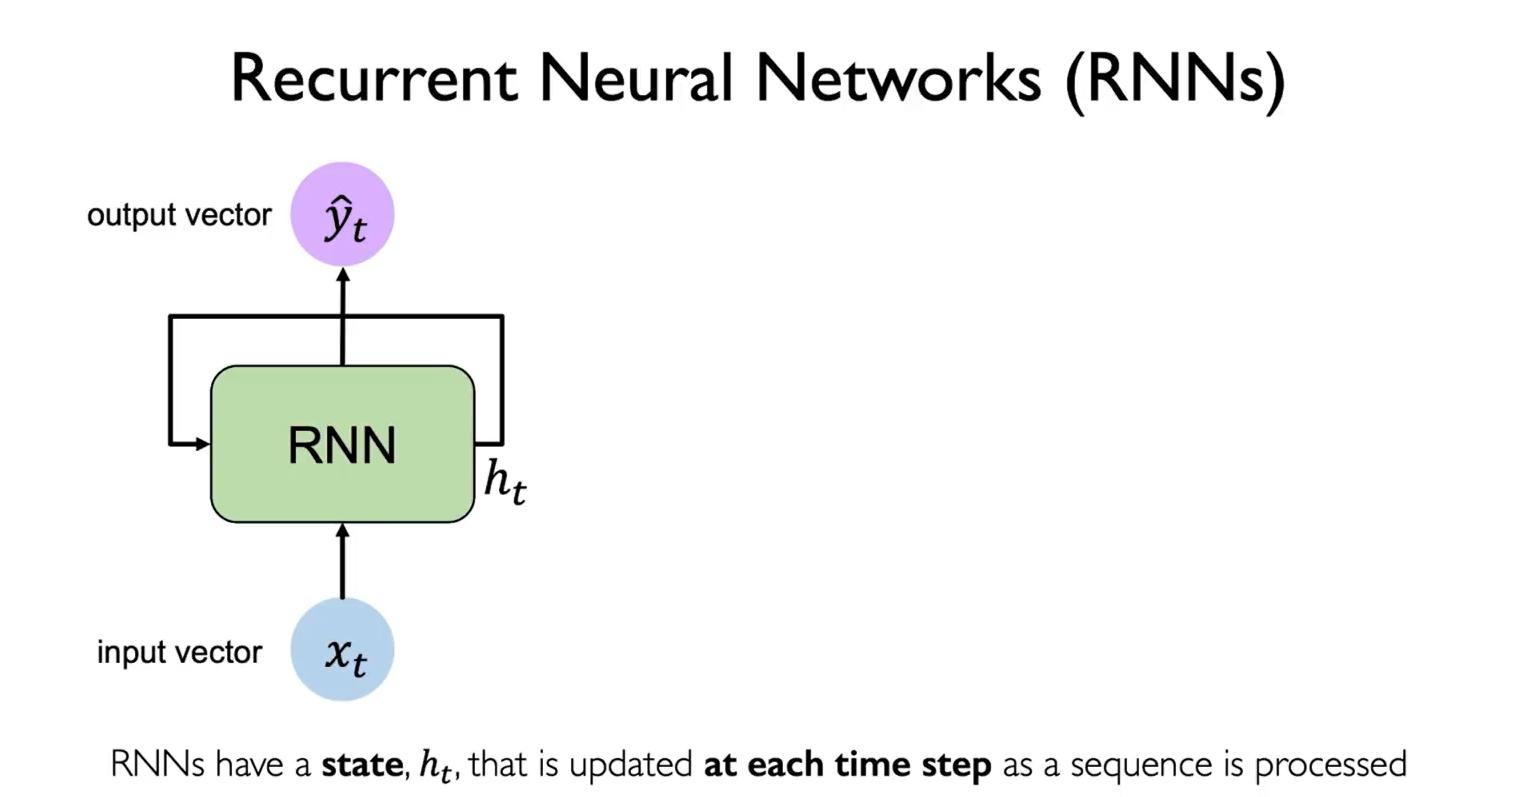 Recurrent Neural Networks (RNNs)
output vector
ŷₜ
RNN
hₜ
input vector
xₜ
RNNs have a state, hₜ, that is updated at each time step as a sequence is processed